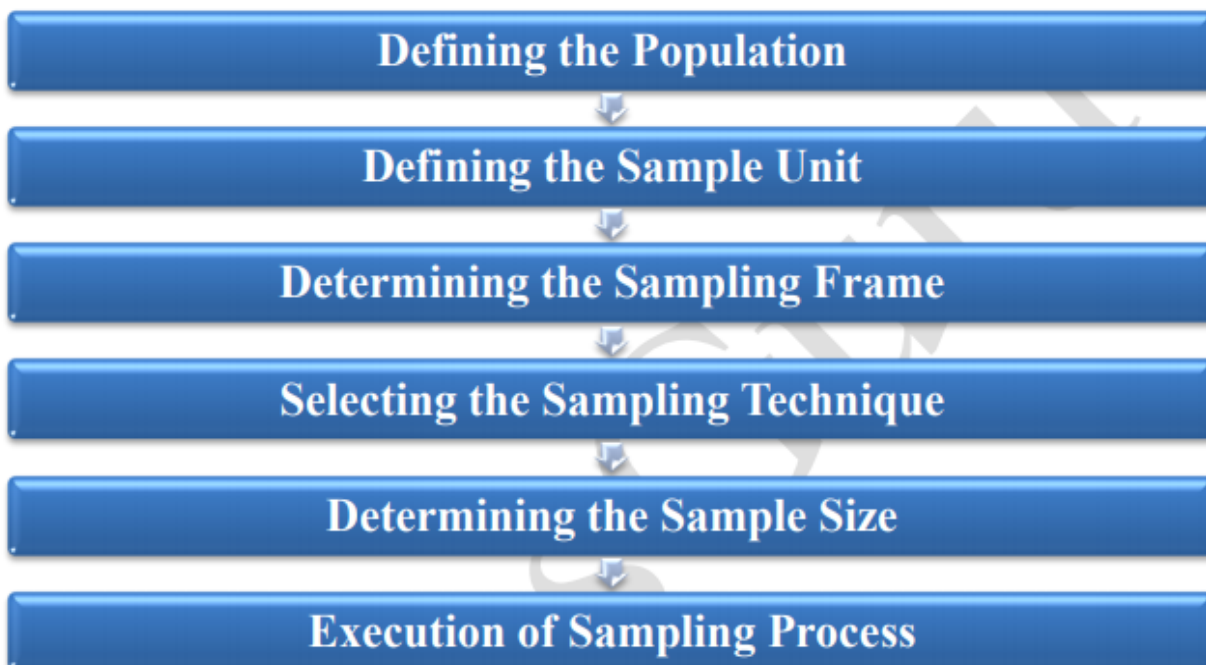 Defining the Population
Defining the Sample Unit
Determining the Sampling Frame
Selecting the Sampling Technique
Determining the Sample Size
Execution of Sampling Process